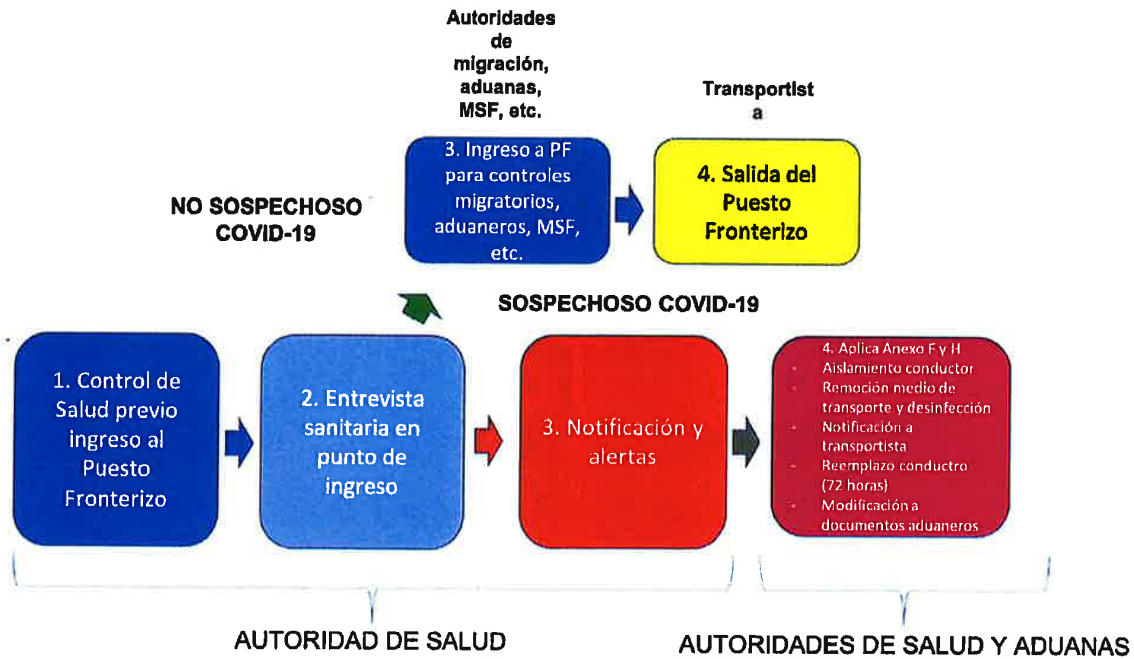 Autoridades
de
migración,
aduanas,
MSF, etc.
Transportist
a
3. Ingreso a PF
para controles
migratorios,
aduaneros, MSF,
etc.
4. Salida del
Puesto
Fronterizo
NO SOSPECHOSO
COVID-19
SOSPECHOSO COVID-19
1. Control de
Salud previo
ingreso al
Puesto
Fronterizo
2. Entrevista
sanitaria en
punto de
ingreso
3. Notificación y
alertas
4. Aplica Anexo F y H
- Aislamiento conductor
- Remoción medio de
transporte y desinfección
- Notificación a
transportista
- Reemplazo conductro
(72 horas)
- Modificación a
documentos aduaneros
AUTORIDAD DE SALUD
AUTORIDADES DE SALUD Y ADUANAS